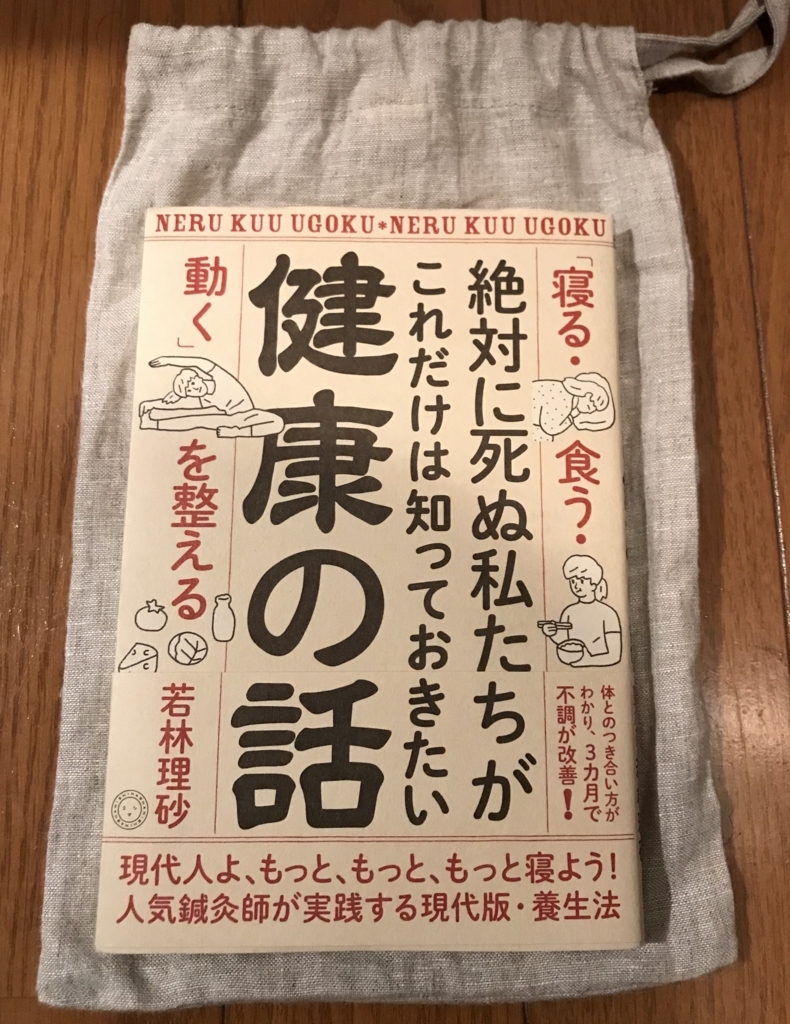 NERU KUU UGOKU*NERU KUU UGOKU
「寝る・食う・
動く」を整える
絶対に死ぬ私たちが
これだけは知っておきたい
健康の話
若林理砂
体とのつき合い方が
わかり、3カ月で
不調が改善!
現代人よ、もっと、もっと、もっと寝よう!
人気鍼灸師が実践する現代版・養生法